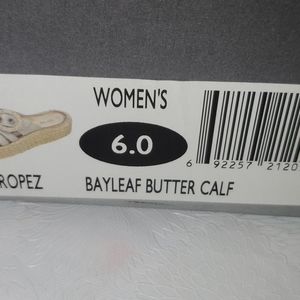 WOMEN'S
6.0
6 92257 2120
ROPEZ BAYLEAF BUTTER CALF